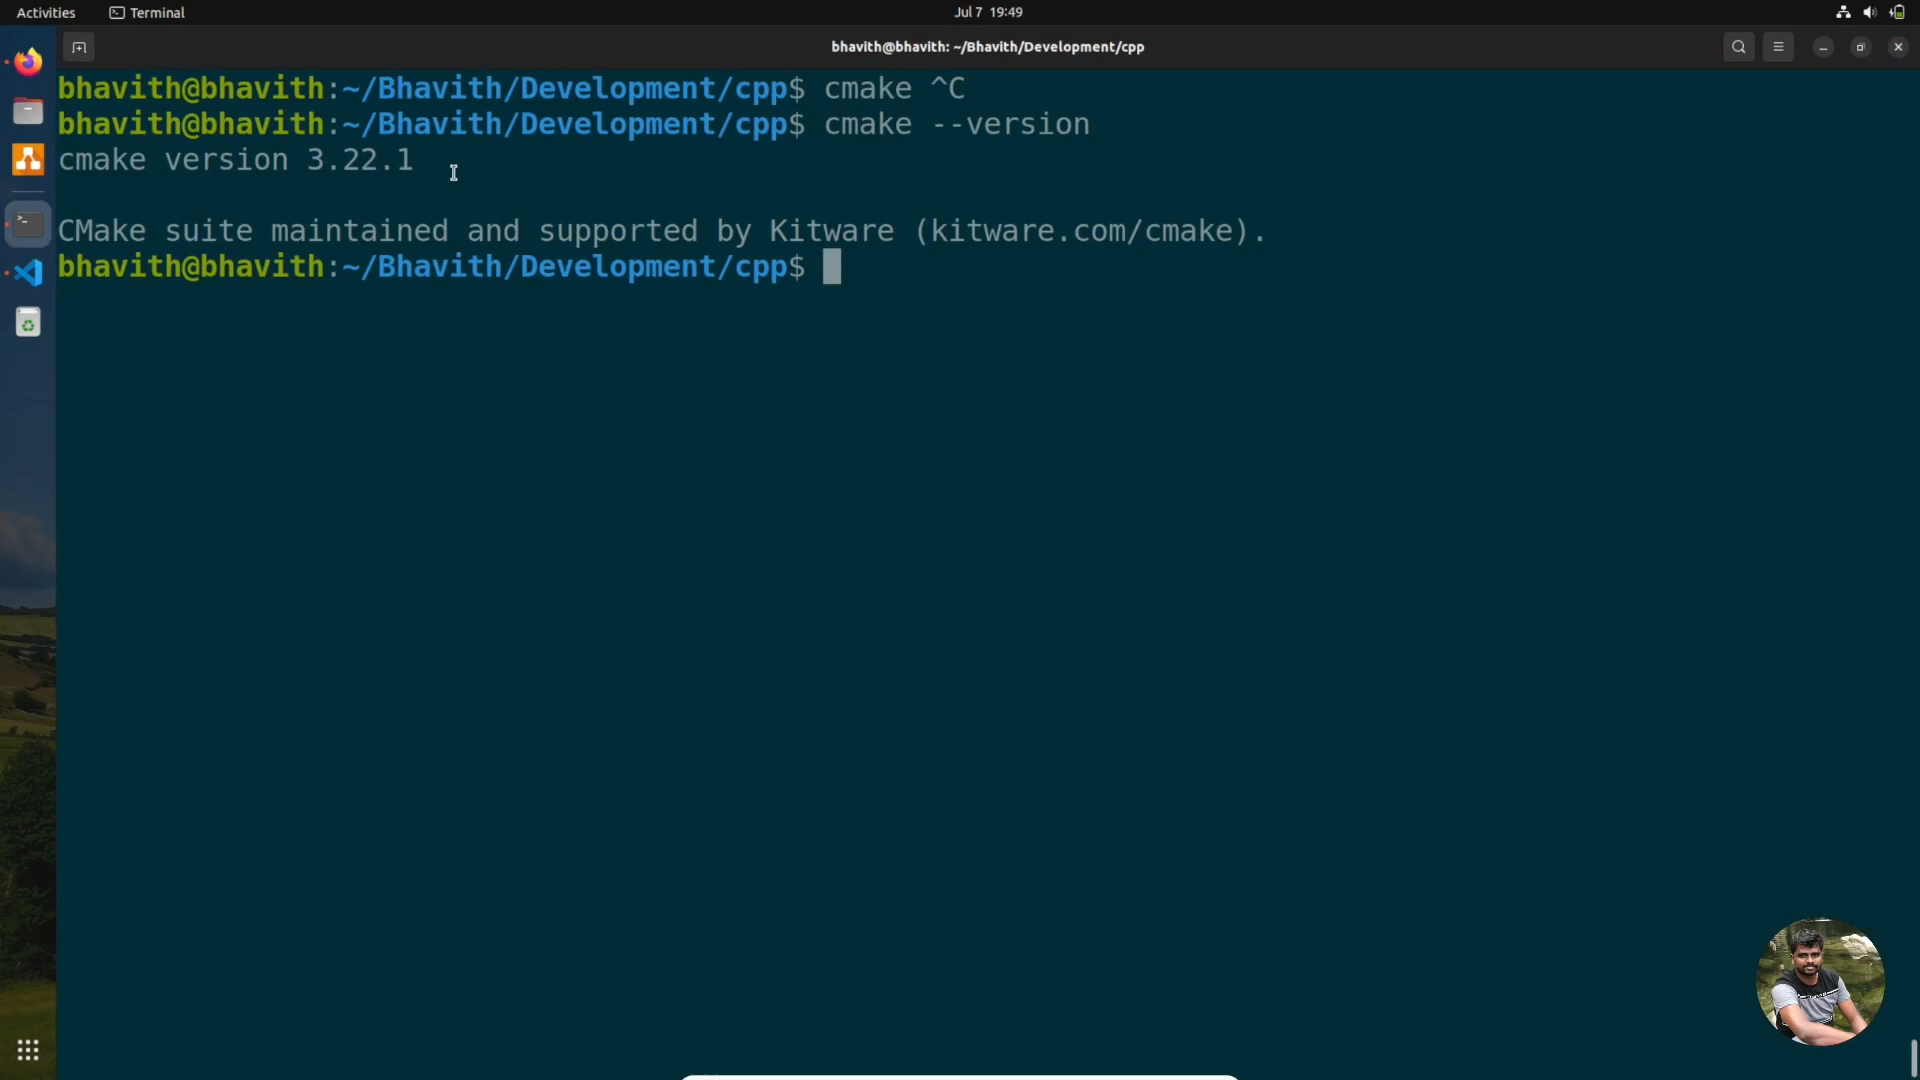 Activities
Terminal
Jul 7 19:49
bhavith@bhavith: ~/Bhavith/Development/cpp
bhavith@bhavith:~/Bhavith/Development/cpp$ cmake ^C
bhavith@bhavith:~/Bhavith/Development/cpp$ cmake --version
cmake version 3.22.1
CMake suite maintained and supported by Kitware (kitware.com/cmake).
bhavith@bhavith:~/Bhavith/Development/cpp$